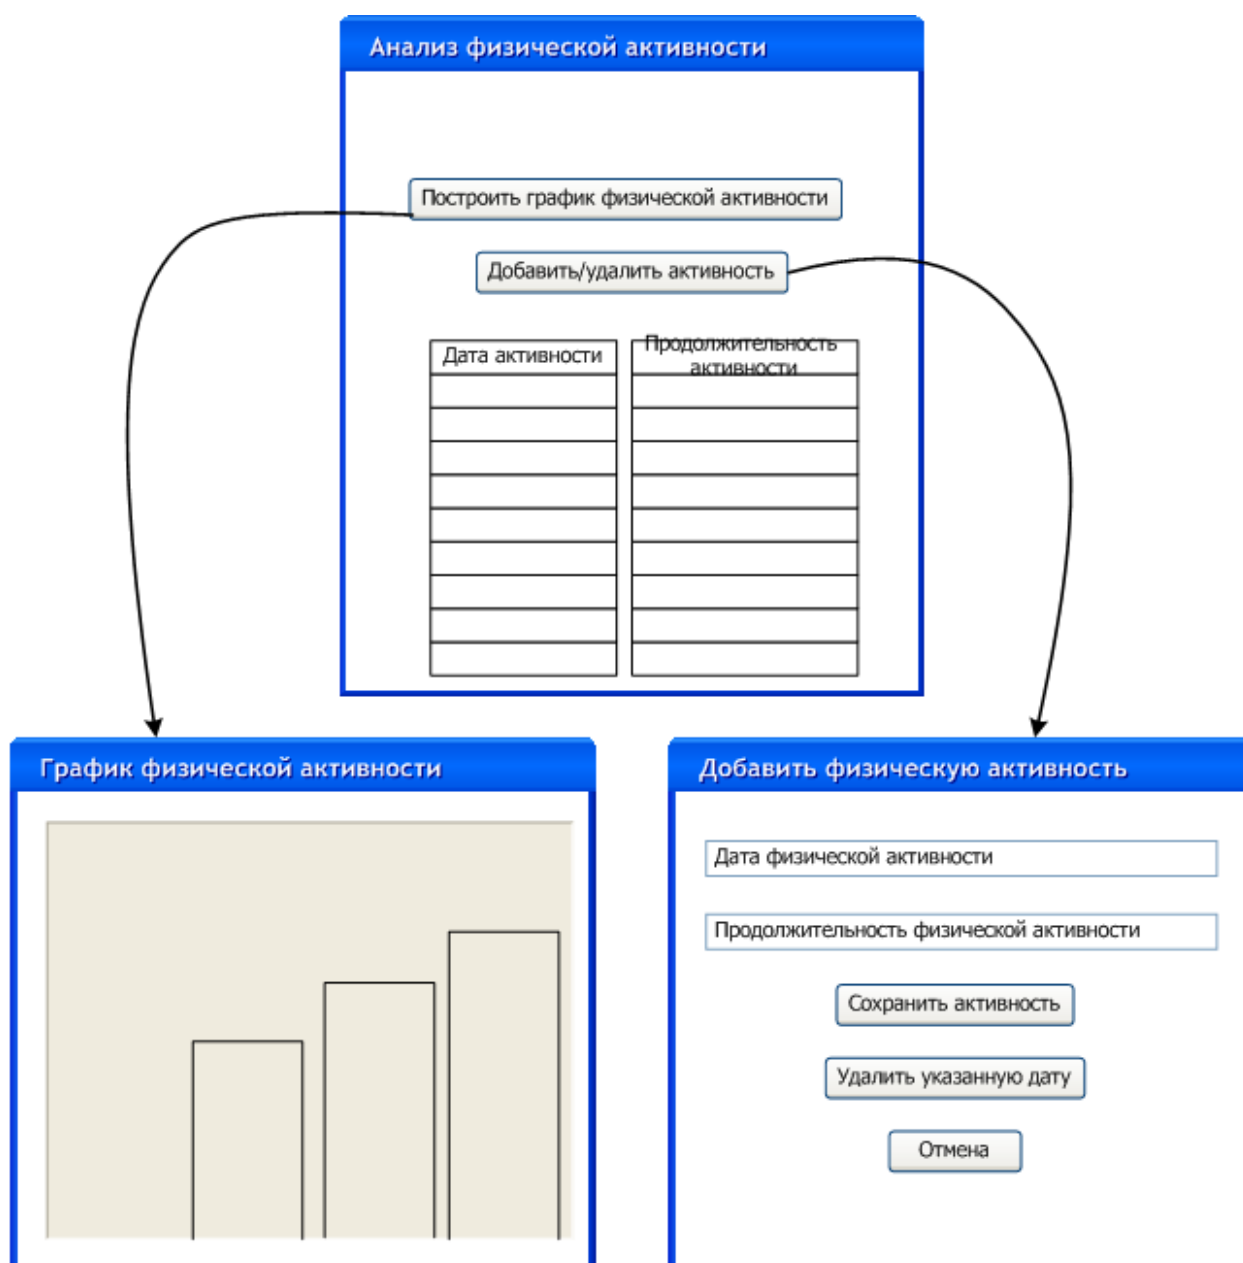 Анализ физической активности
Построить график физической активности
Добавить/удалить активность
Дата активности
Продолжительность
активности
График физической активности
Добавить физическую активность
Дата физической активности
Продолжительность физической активности
Сохранить активность
Удалить указанную дату
Отмена